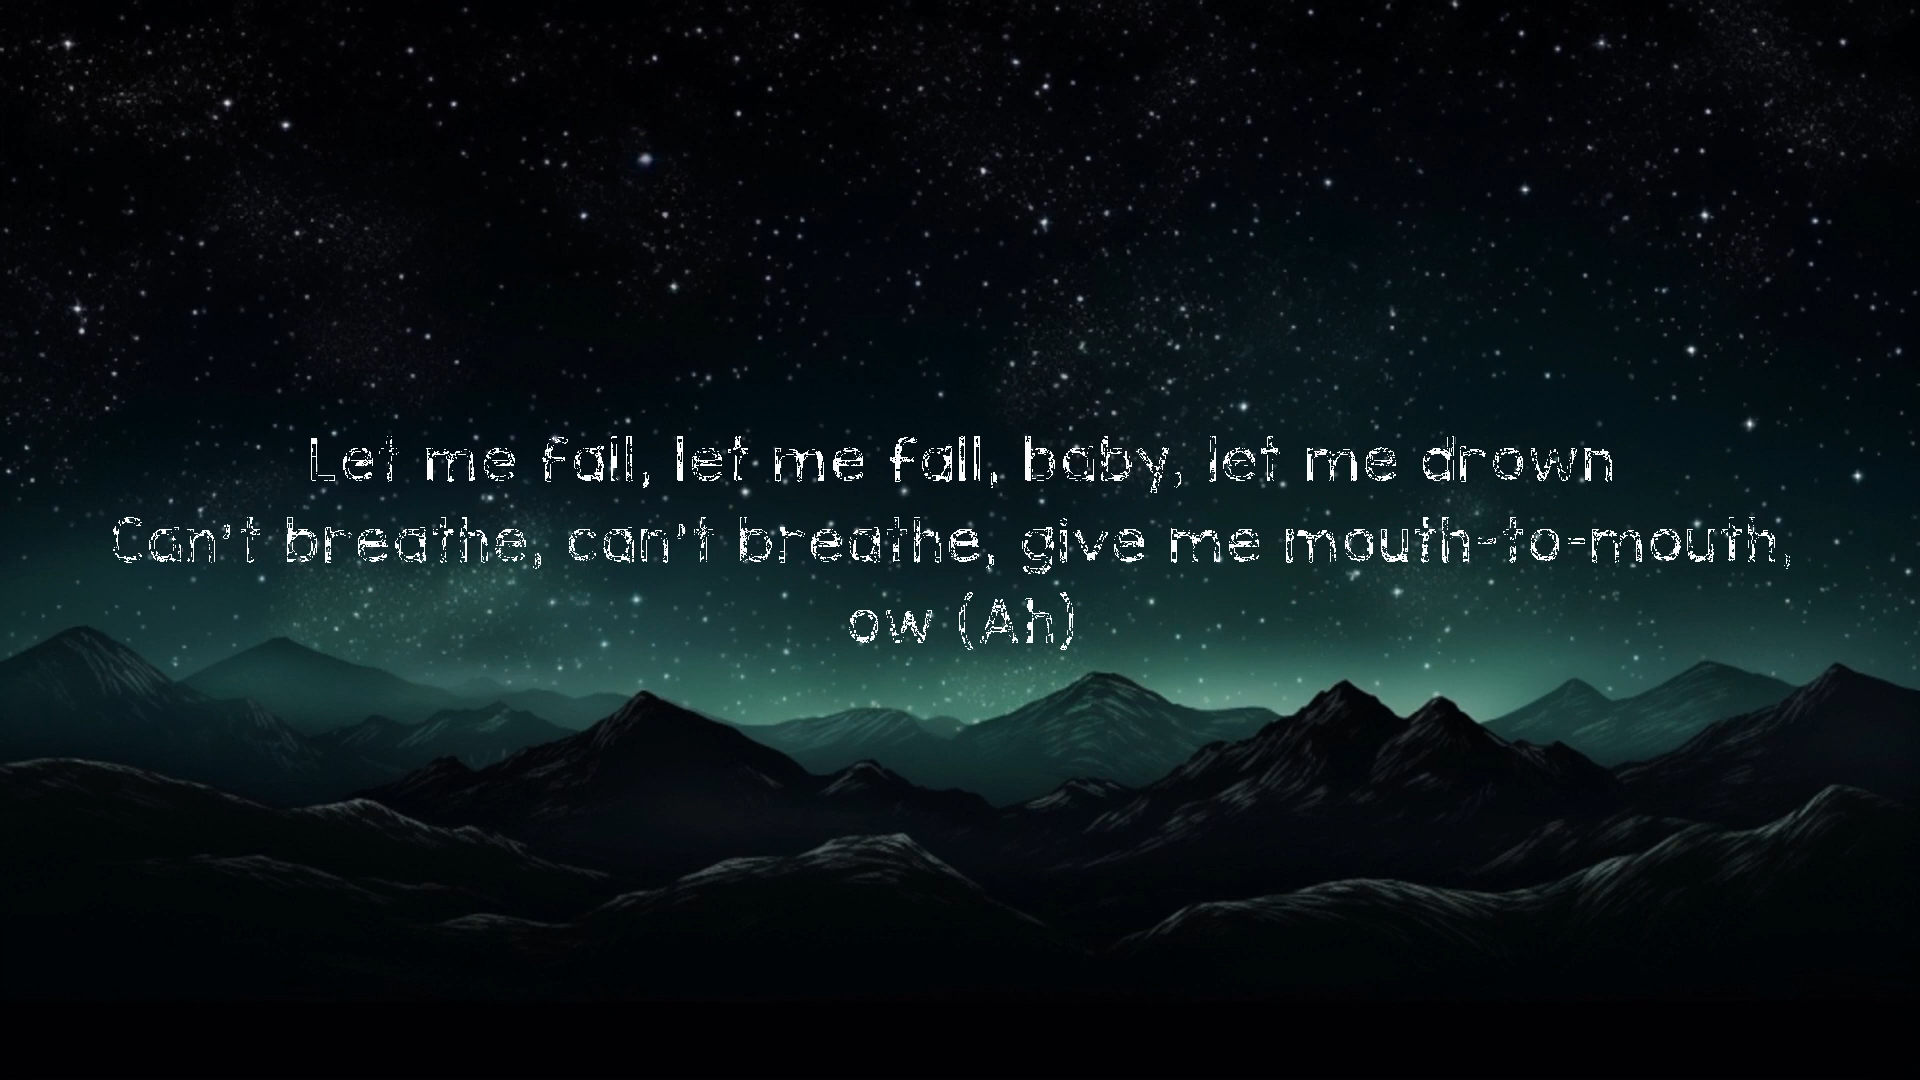 Let me fall, let me fall, baby, let me drown
Can't breathe, can't breathe, give me mouth-to-mouth,
ow (Ah)